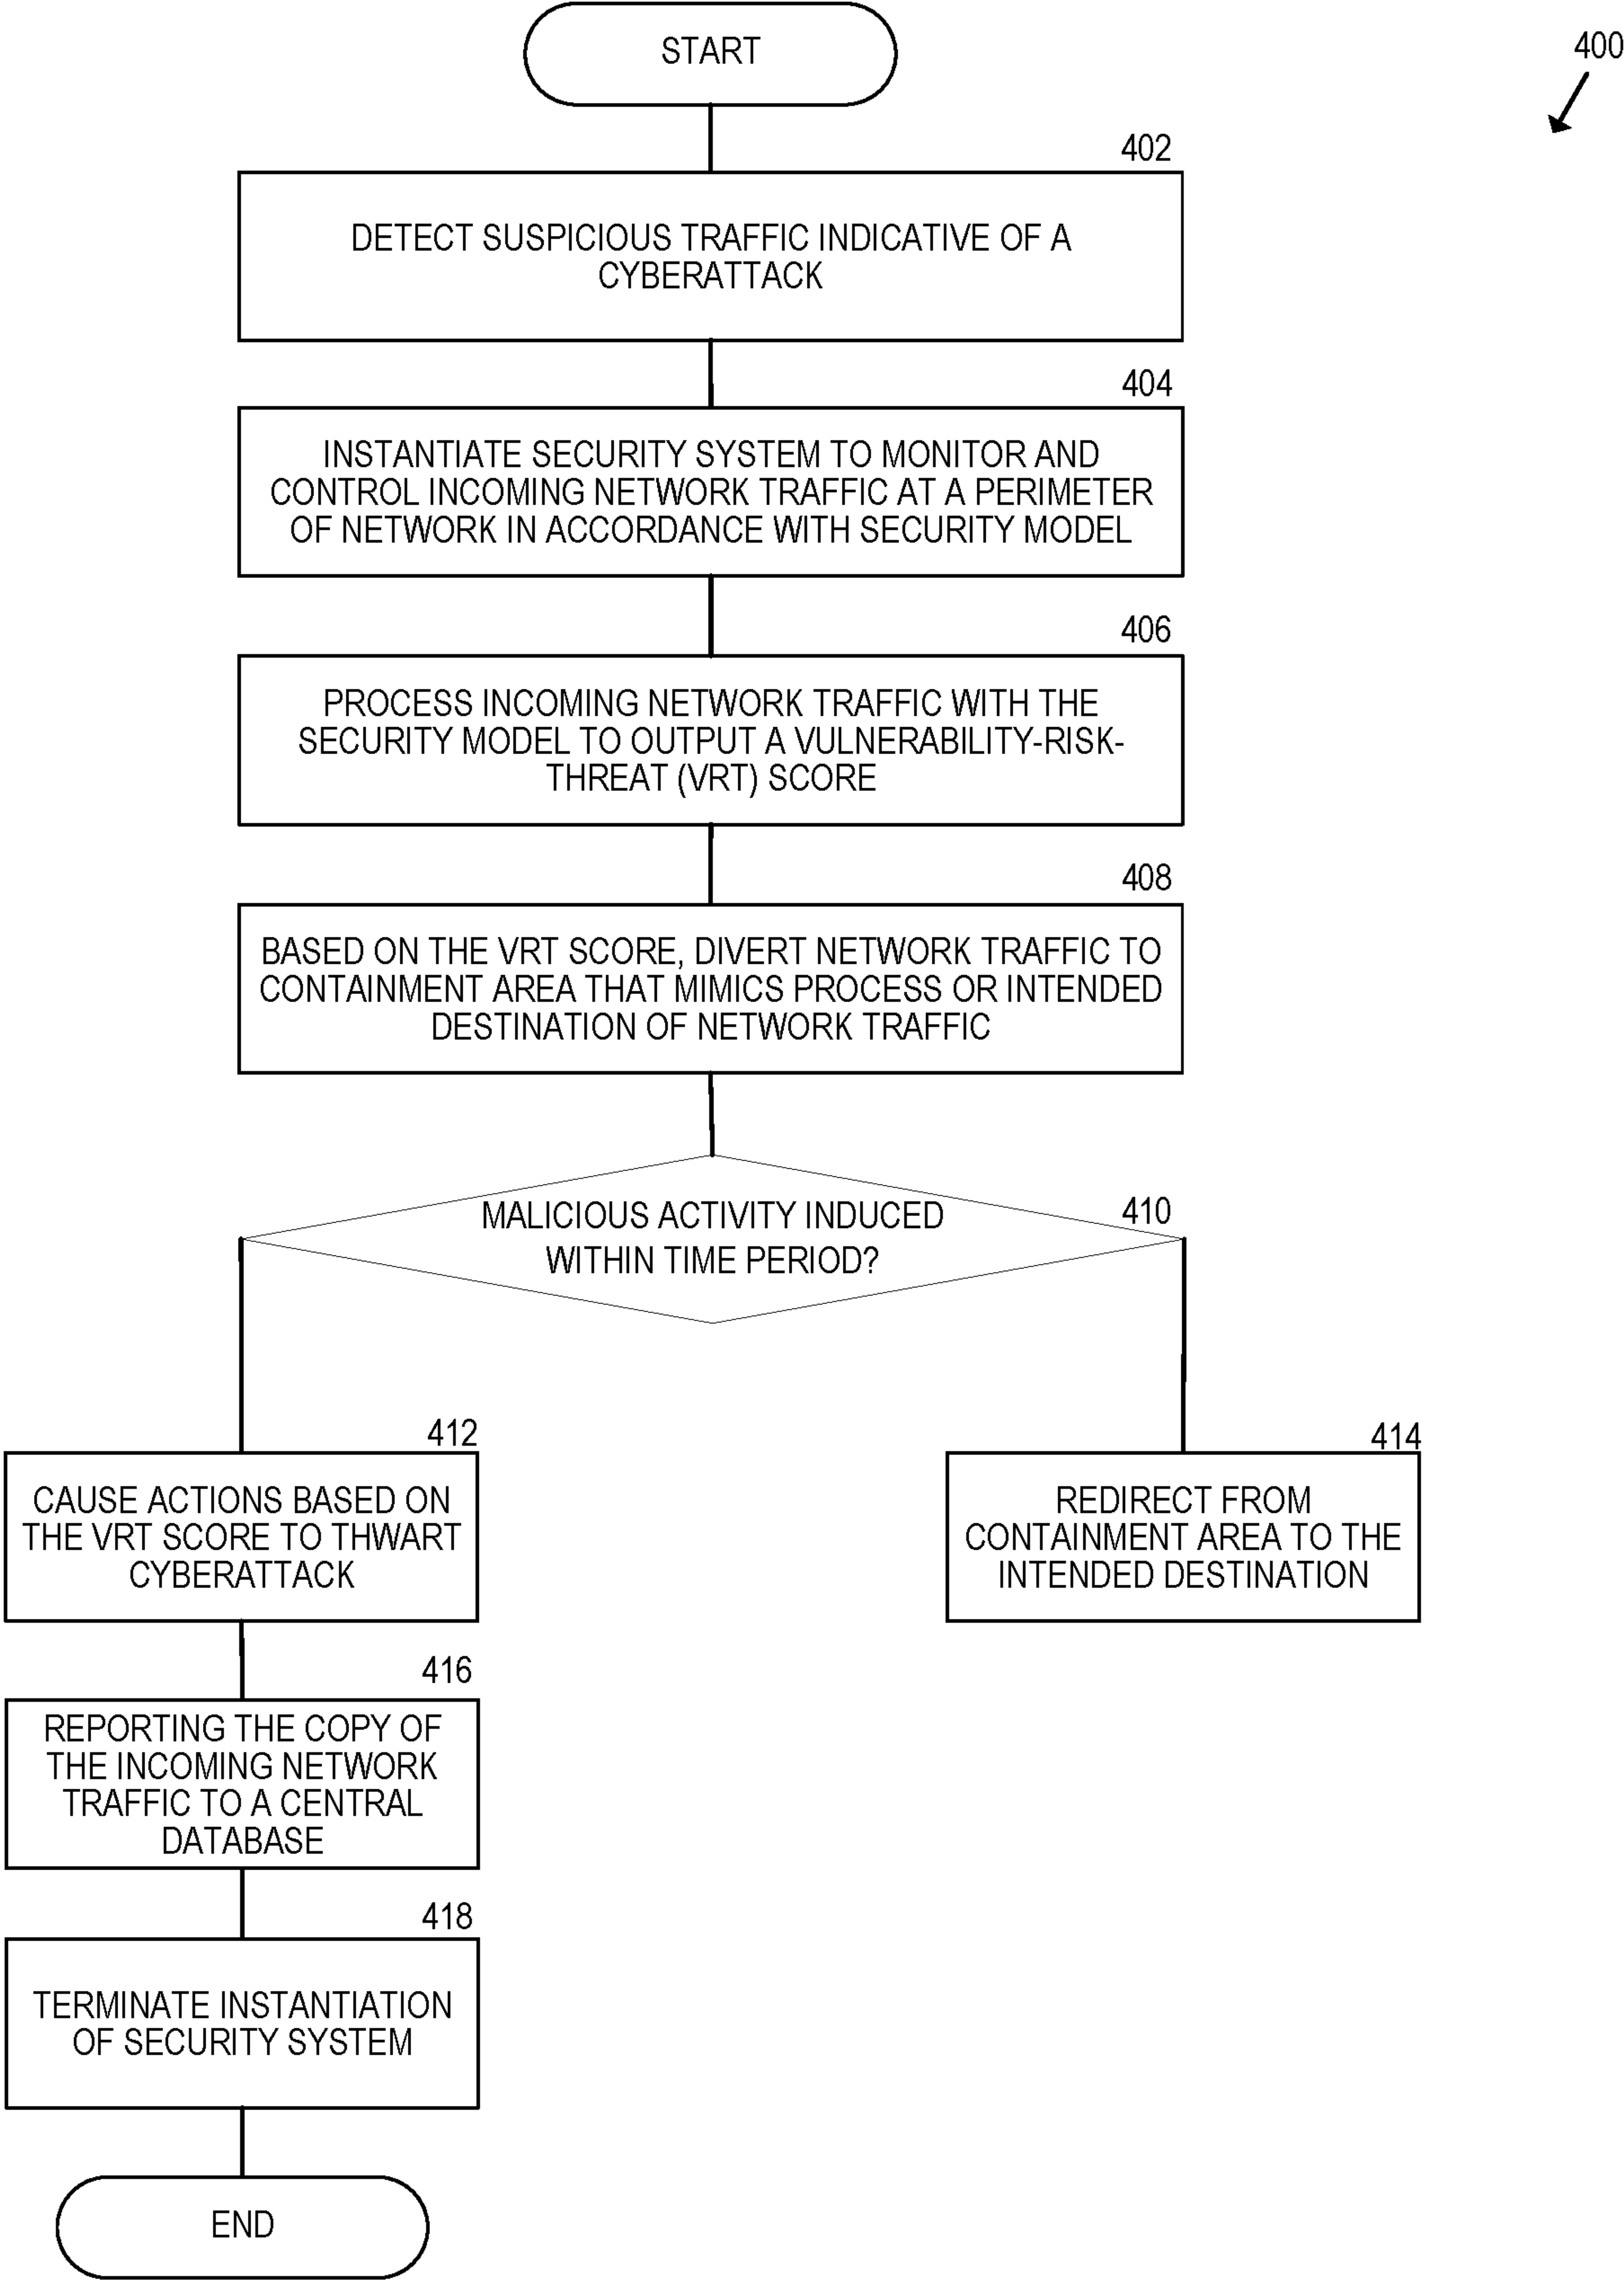 START
400
402
DETECT SUSPICIOUS TRAFFIC INDICATIVE OF A
CYBERATTACK
404
INSTANTIATE SECURITY SYSTEM TO MONITOR AND
CONTROL INCOMING NETWORK TRAFFIC AT A PERIMETER
OF NETWORK IN ACCORDANCE WITH SECURITY MODEL
406
PROCESS INCOMING NETWORK TRAFFIC WITH THE
SECURITY MODEL TO OUTPUT A VULNERABILITY-RISK-
THREAT (VRT) SCORE
408
BASED ON THE VRT SCORE, DIVERT NETWORK TRAFFIC TO
CONTAINMENT AREA THAT MIMICS PROCESS OR INTENDED
DESTINATION OF NETWORK TRAFFIC
410
MALICIOUS ACTIVITY INDUCED
WITHIN TIME PERIOD?
412
CAUSE ACTIONS BASED ON
THE VRT SCORE TO THWART
CYBERATTACK
414
REDIRECT FROM
CONTAINMENT AREA TO THE
INTENDED DESTINATION
416
REPORTING THE COPY OF
THE INCOMING NETWORK
TRAFFIC TO A CENTRAL
DATABASE
418
TERMINATE INSTANTIATION
OF SECURITY SYSTEM
END